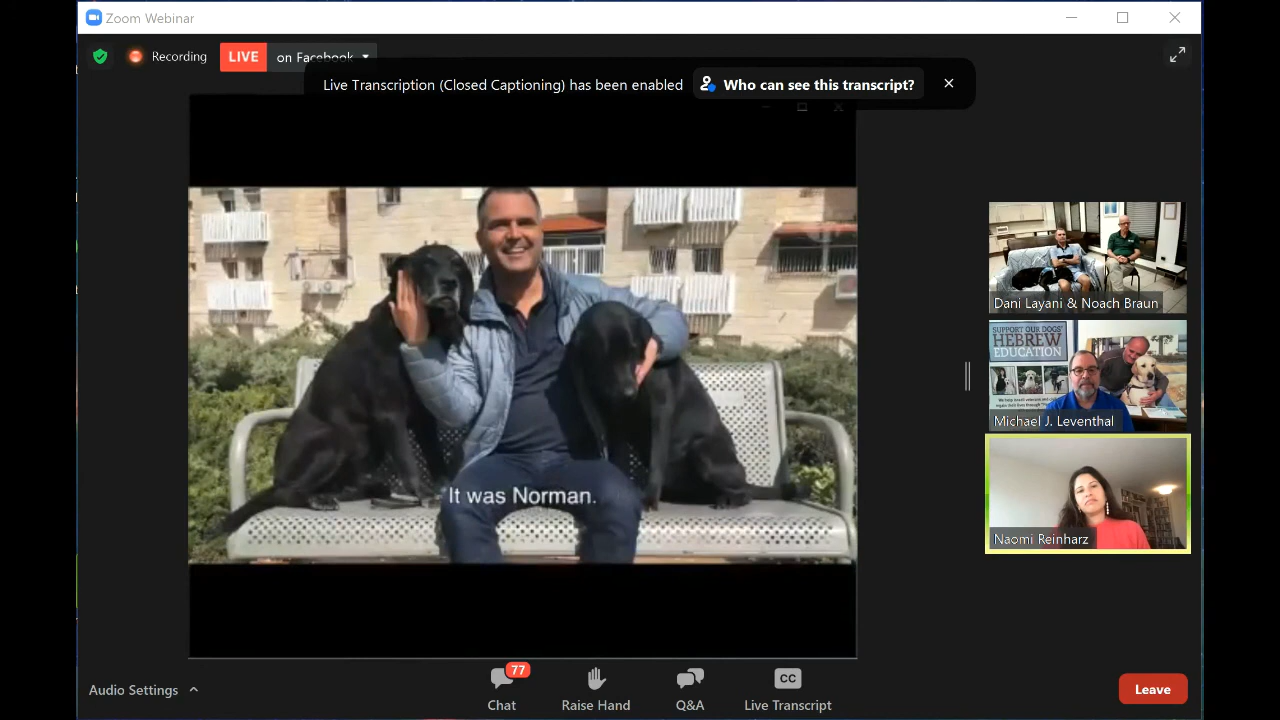 Zoom Webinar
Recording
LIVE
on Facebook
Live Transcription (Closed Captioning) has been enabled
Who can see this transcript?
It was Norman.
Dani Layani & Noach Braun
SUPPORT OUR DOGS'
HEBREW
EDUCATION
Michael J. Leventhal
Naomi Reinharz
Audio Settings
77
Chat
Raise Hand
Q&A
CC
Live Transcript
Leave